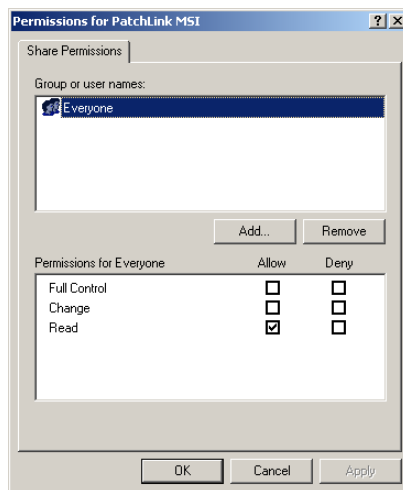 Permissions for PatchLink MSI
Share Permissions
Group or user names:
Everyone
Add... Remove
Permissions for Everyone Allow Deny
Full Control
Change
Read
OK Cancel Apply